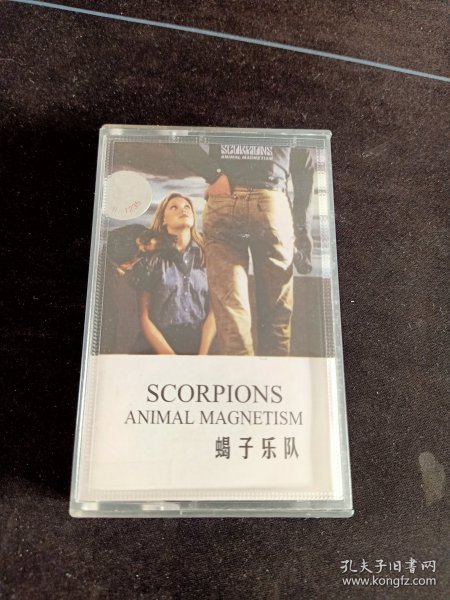 SCORPIONS
ANIMAL MAGNETISM
SCORPIONS
ANIMAL MAGNETISM
蝎子乐队
孔夫子旧书网
www.kongfz.com